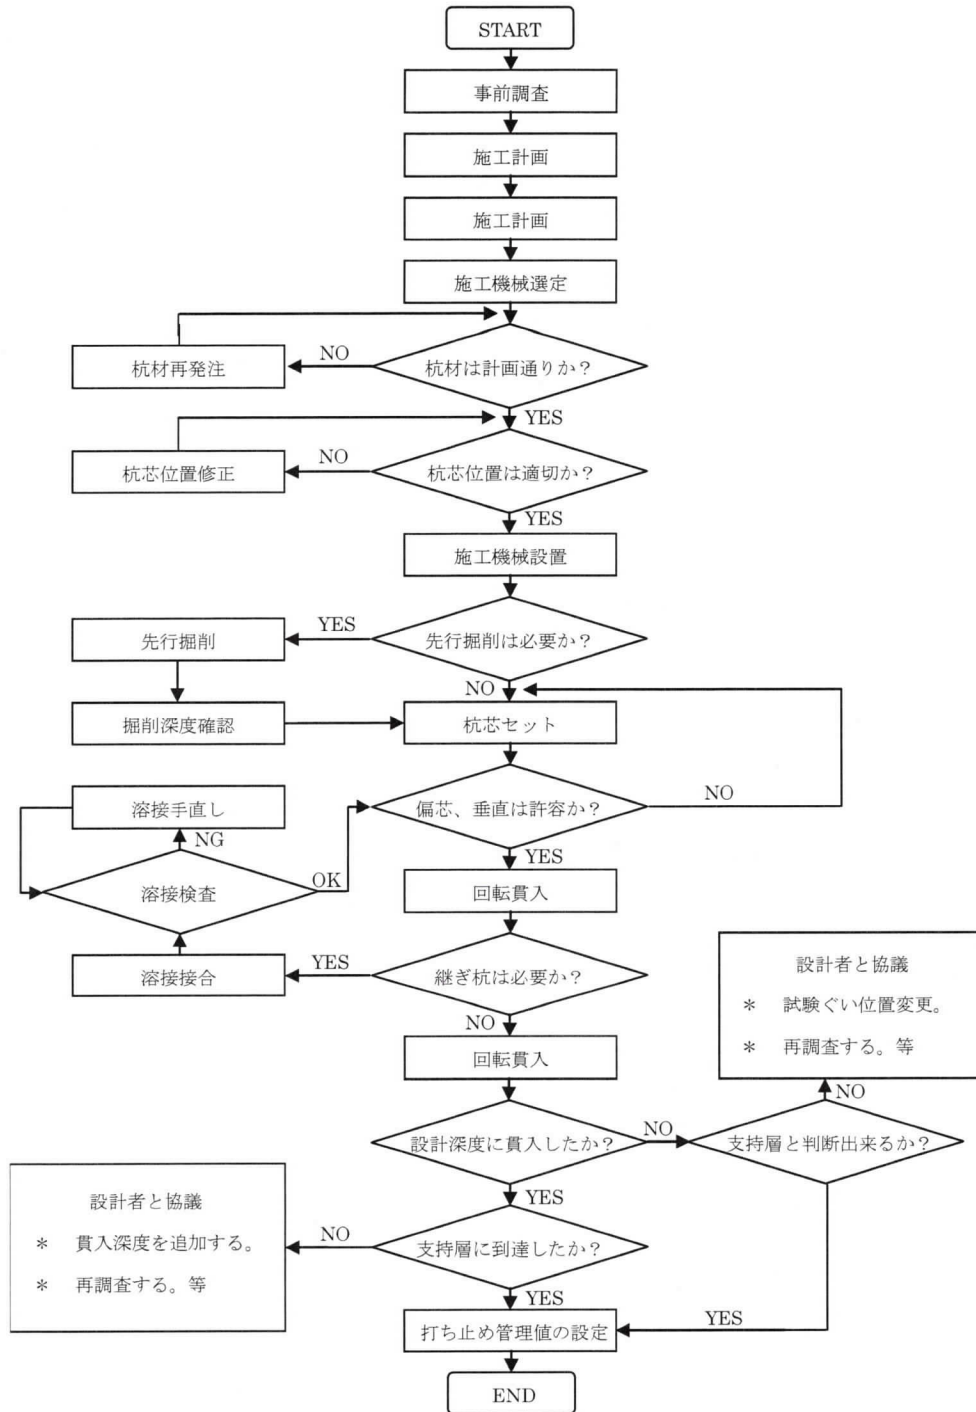 START
事前調査
施工計画
施工計画
施工機械選定
杭材再発注
NO
杭材は計画通りか？
YES
杭芯位置修正
NO
杭芯位置は適切か？
YES
施工機械設置
先行掘削
YES
先行掘削は必要か？
NO
掘削深度確認
杭芯セット
溶接手直し
偏芯、垂直は許容か？
NO
NG
YES
溶接検査
OK
回転貫入
溶接接合
YES
継ぎ杭は必要か？
設計者と協議
＊ 試験ぐい位置変更。
＊ 再調査する。等
NO
回転貫入
NO
設計深度に貫入したか？
NO
支持層と判断出来るか？
YES
設計者と協議
＊ 貫入深度を追加する。
＊ 再調査する。等
NO
支持層に到達したか？
YES
打ち止め管理値の設定
YES
END